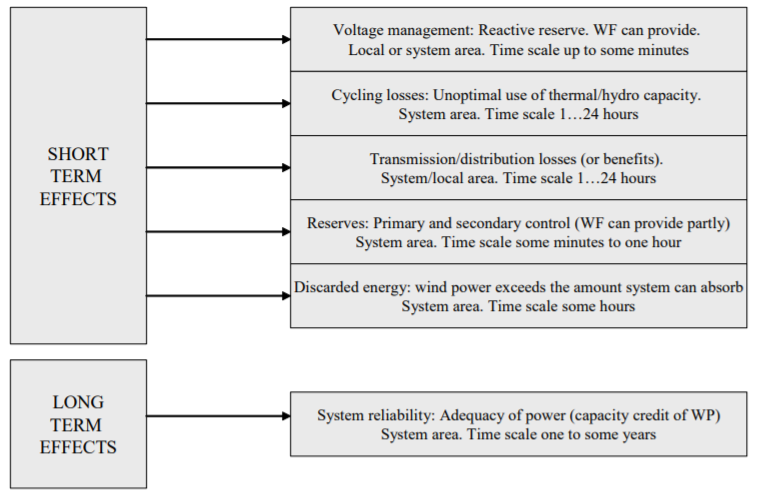 SHORT
TERM
EFFECTS
Voltage management: Reactive reserve. WF can provide.
Local or system area. Time scale up to some minutes
Cycling losses: Unoptimal use of thermal/hydro capacity.
System area. Time scale 1…24 hours
Transmission/distribution losses (or benefits).
System/local area. Time scale 1…24 hours
Reserves: Primary and secondary control (WF can provide partly)
System area. Time scale some minutes to one hour
Discarded energy: wind power exceeds the amount system can absorb
System area. Time scale some hours
LONG
TERM
EFFECTS
System reliability: Adequacy of power (capacity credit of WP)
System area. Time scale one to some years